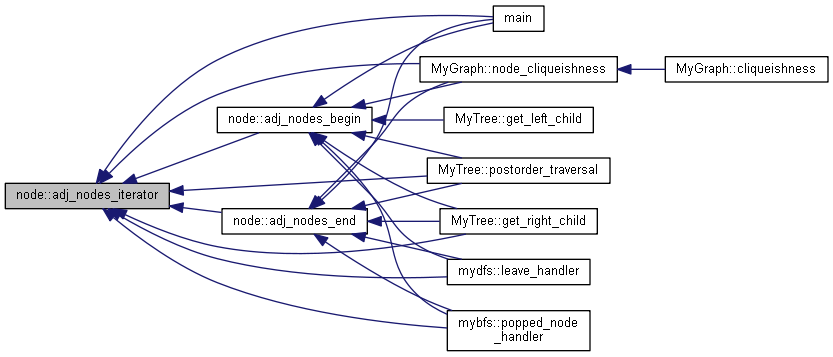 main
MyGraph::node_cliqueishness
MyGraph::cliqueishness
node::adj_nodes_begin
MyTree::get_left_child
MyTree::postorder_traversal
node::adj_nodes_iterator
node::adj_nodes_end
MyTree::get_right_child
mydfs::leave_handler
mybfs::popped_node
_handler